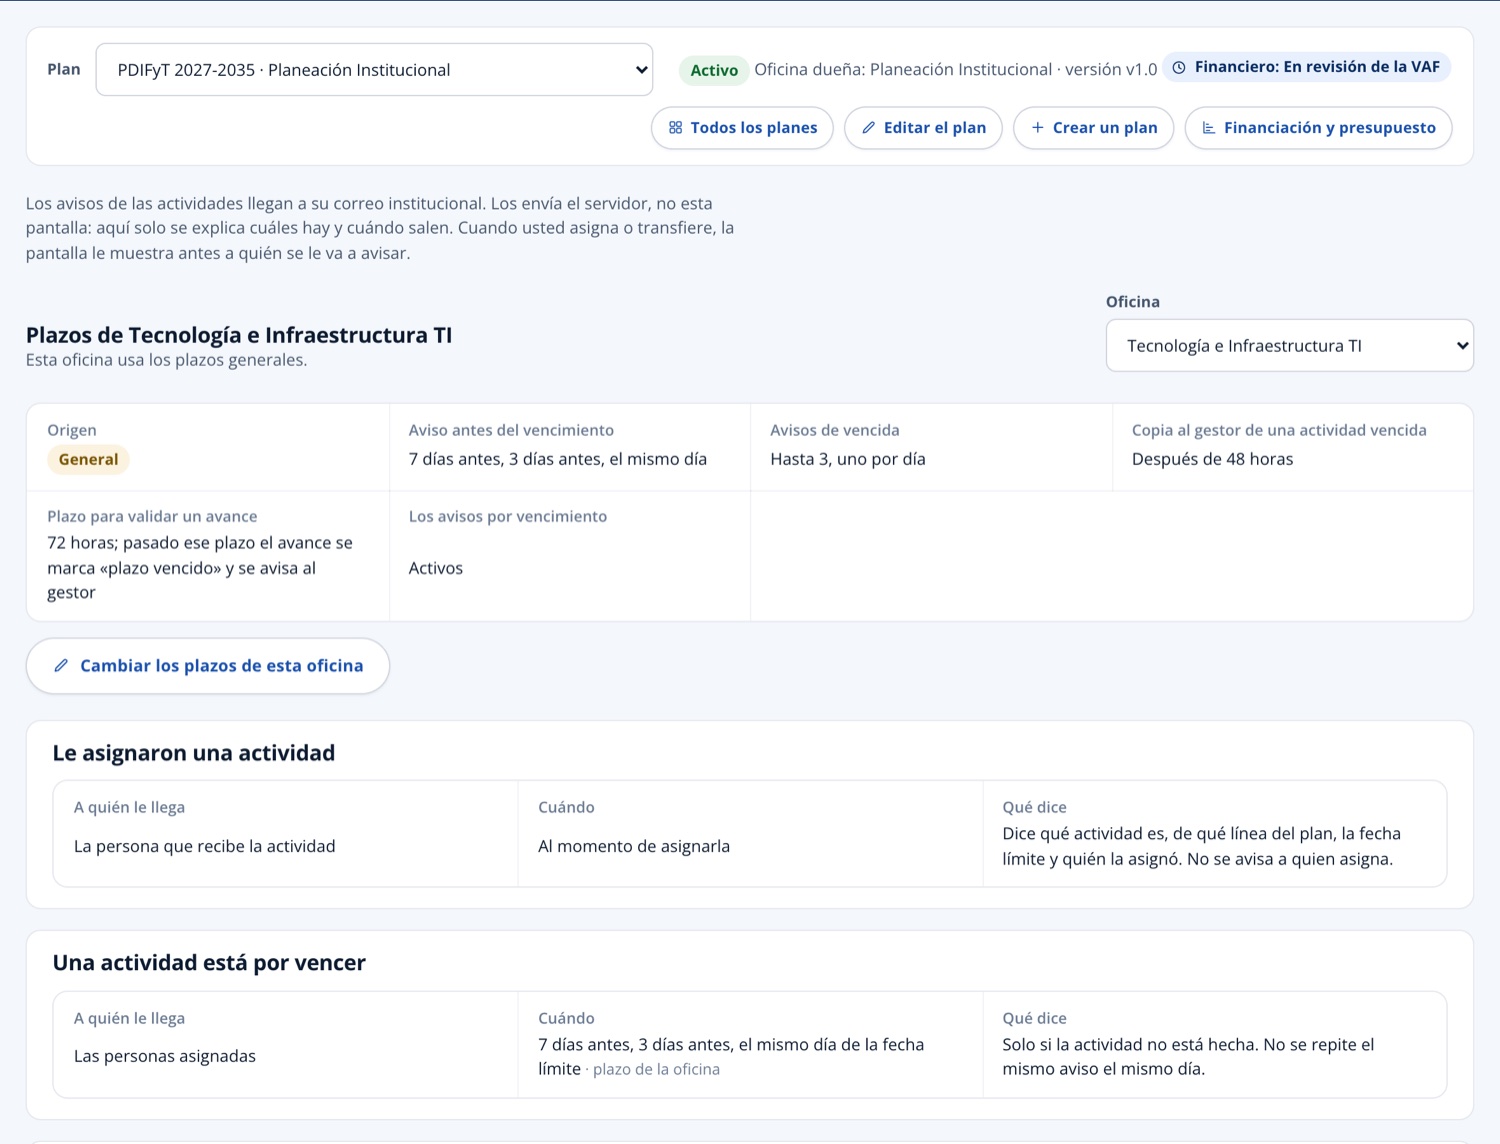 Plan
PDIFyT 2027-2035 · Planeación Institucional
Activo Oficina dueña: Planeación Institucional · versión v1.0
Financiero: En revisión de la VAF
Todos los planes
Editar el plan
Crear un plan
Financiación y presupuesto
Los avisos de las actividades llegan a su correo institucional. Los envía el servidor, no esta
pantalla: aquí solo se explica cuáles hay y cuándo salen. Cuando usted asigna o transfiere, la
pantalla le muestra antes a quién se le va a avisar.
Plazos de Tecnología e Infraestructura TI
Esta oficina usa los plazos generales.
Oficina
Tecnología e Infraestructura TI
Origen
General
Aviso antes del vencimiento
7 días antes, 3 días antes, el mismo día
Avisos de vencida
Hasta 3, uno por día
Copia al gestor de una actividad vencida
Después de 48 horas
Plazo para validar un avance
72 horas; pasado ese plazo el avance se
marca «plazo vencido» y se avisa al
gestor
Los avisos por vencimiento
Activos
Cambiar los plazos de esta oficina
Le asignaron una actividad
A quién le llega
La persona que recibe la actividad
Cuándo
Al momento de asignarla
Qué dice
Dice qué actividad es, de qué línea del plan, la fecha
límite y quién la asignó. No se avisa a quien asigna.
Una actividad está por vencer
A quién le llega
Las personas asignadas
Cuándo
7 días antes, 3 días antes, el mismo día de la fecha
límite · plazo de la oficina
Qué dice
Solo si la actividad no está hecha. No se repite el
mismo aviso el mismo día.